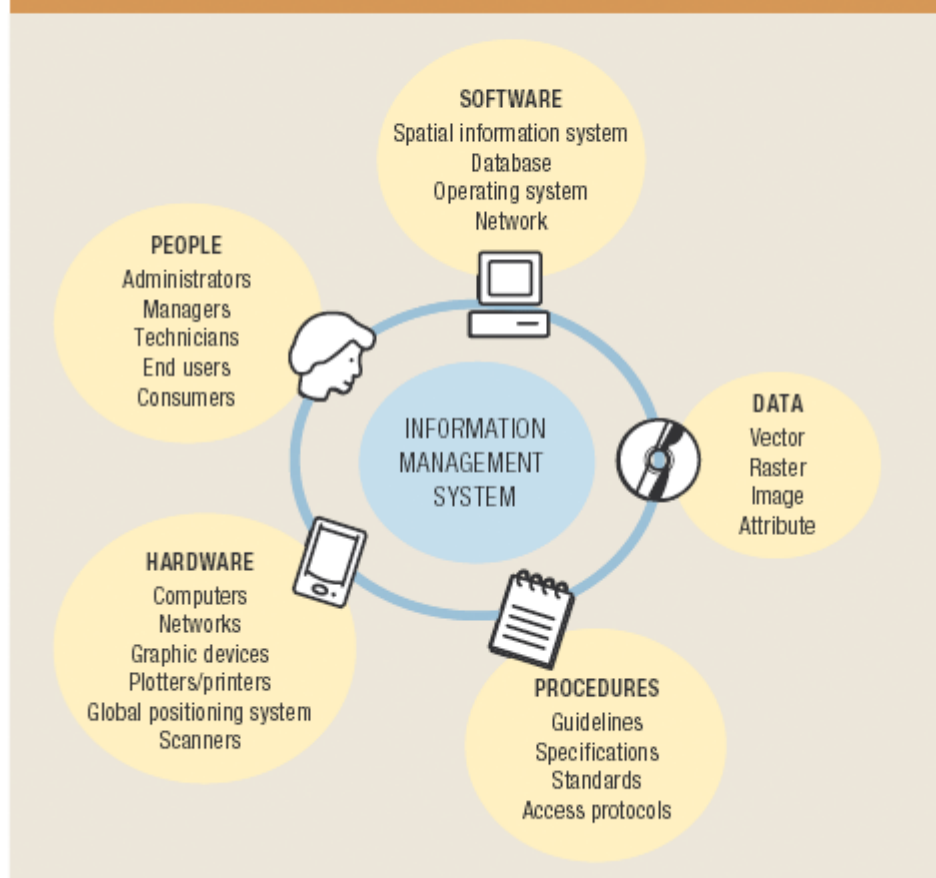 SOFTWARE
Spatial information system
Database
Operating system
Network
PEOPLE
Administrators
Managers
Technicians
End users
Consumers
INFORMATION
MANAGEMENT
SYSTEM
DATA
Vector
Raster
Image
Attribute
HARDWARE
Computers
Networks
Graphic devices
Plotters/printers
Global positioning system
Scanners
PROCEDURES
Guidelines
Specifications
Standards
Access protocols